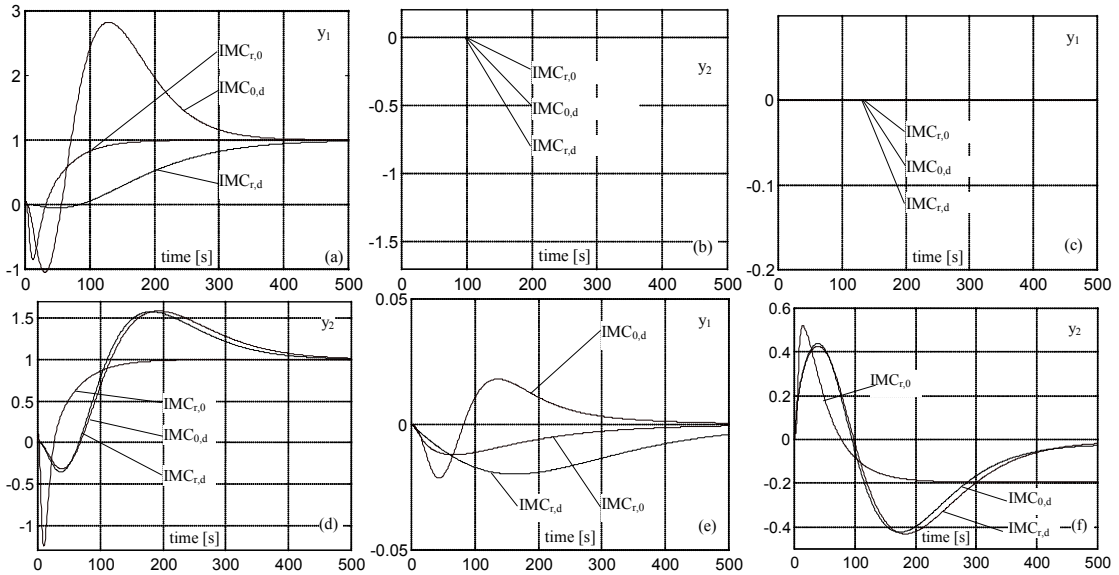 3
y₁
IMCᵣ,₀
2
IMC₀,d
1
IMCᵣ,d
0
time [s]
(a)
-1
0 100 200 300 400 500
0
y₂
IMCᵣ,₀
-0.5
IMC₀,d
IMCᵣ,d
-1
-1.5
time [s]
(b)
0 100 200 300 400 500
y₁
0
IMCᵣ,₀
IMC₀,d
-0.1
IMCᵣ,d
time [s]
(c)
-0.2
0 100 200 300 400 500
1.5
y₂
1
0.5
IMCᵣ,₀
IMC₀,d
0
IMCᵣ,d
-0.5
-1
time [s]
(d)
0 100 200 300 400 500
0.05
y₁
IMC₀,d
0
IMCᵣ,d
IMCᵣ,₀
time [s]
(e)
-0.05
0 100 200 300 400 500
0.6
y₂
0.4
IMCᵣ,₀
0.2
0
-0.2
IMC₀,d
-0.4
IMCᵣ,d
time [s]
(f)
0 100 200 300 400 500